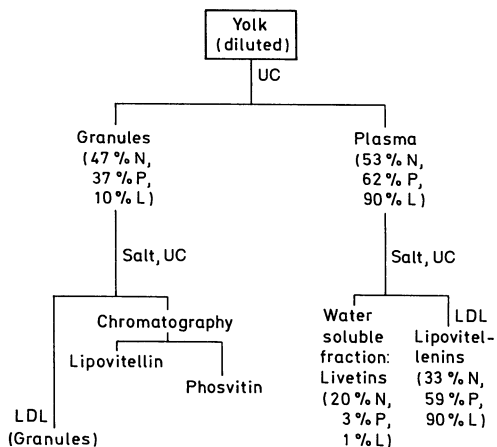 Yolk
(diluted)
UC
Granules
(47 % N,
37 % P,
10 % L)
Plasma
(53 % N,
62 % P,
90 % L)
Salt, UC
Salt, UC
Chromatography
Lipovitellin
Phosvitin
LDL
(Granules)
Water
soluble
fraction:
Livetins
(20 % N,
3 % P,
1 % L)
LDL
Lipovitel-
lenins
(33 % N,
59 % P,
90 % L)